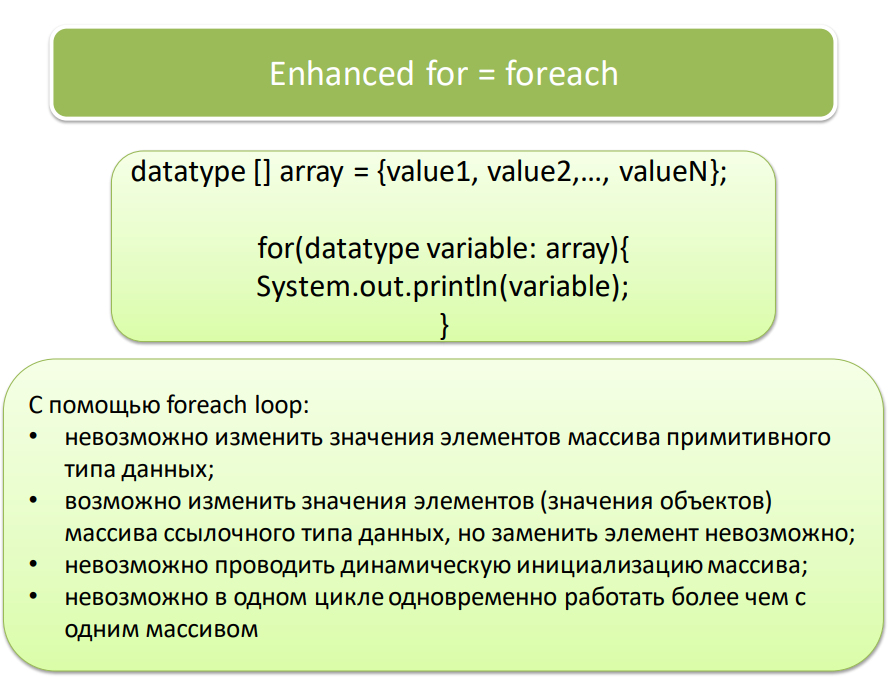 Enhanced for = foreach
datatype [] array = {value1, value2,..., valueN};
for(datatype variable: array){
System.out.println(variable);
}
С помощью foreach loop:
• невозможно изменить значения элементов массива примитивного
типа данных;
• возможно изменить значения элементов (значения объектов)
массива ссылочного типа данных, но заменить элемент невозможно;
• невозможно проводить динамическую инициализацию массива;
• невозможно в одном цикле одновременно работать более чем с
одним массивом